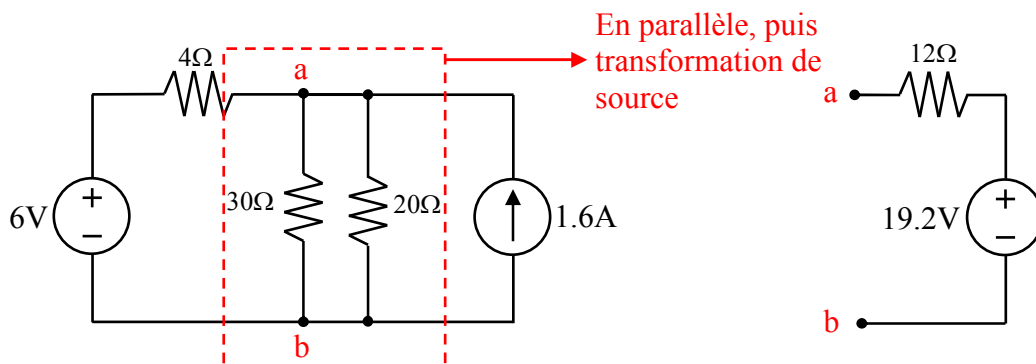 En parallèle, puis
transformation de
source
4Ω
a
12Ω
a
6V
+
−
30Ω
20Ω
1.6A
19.2V
+
−
b
b